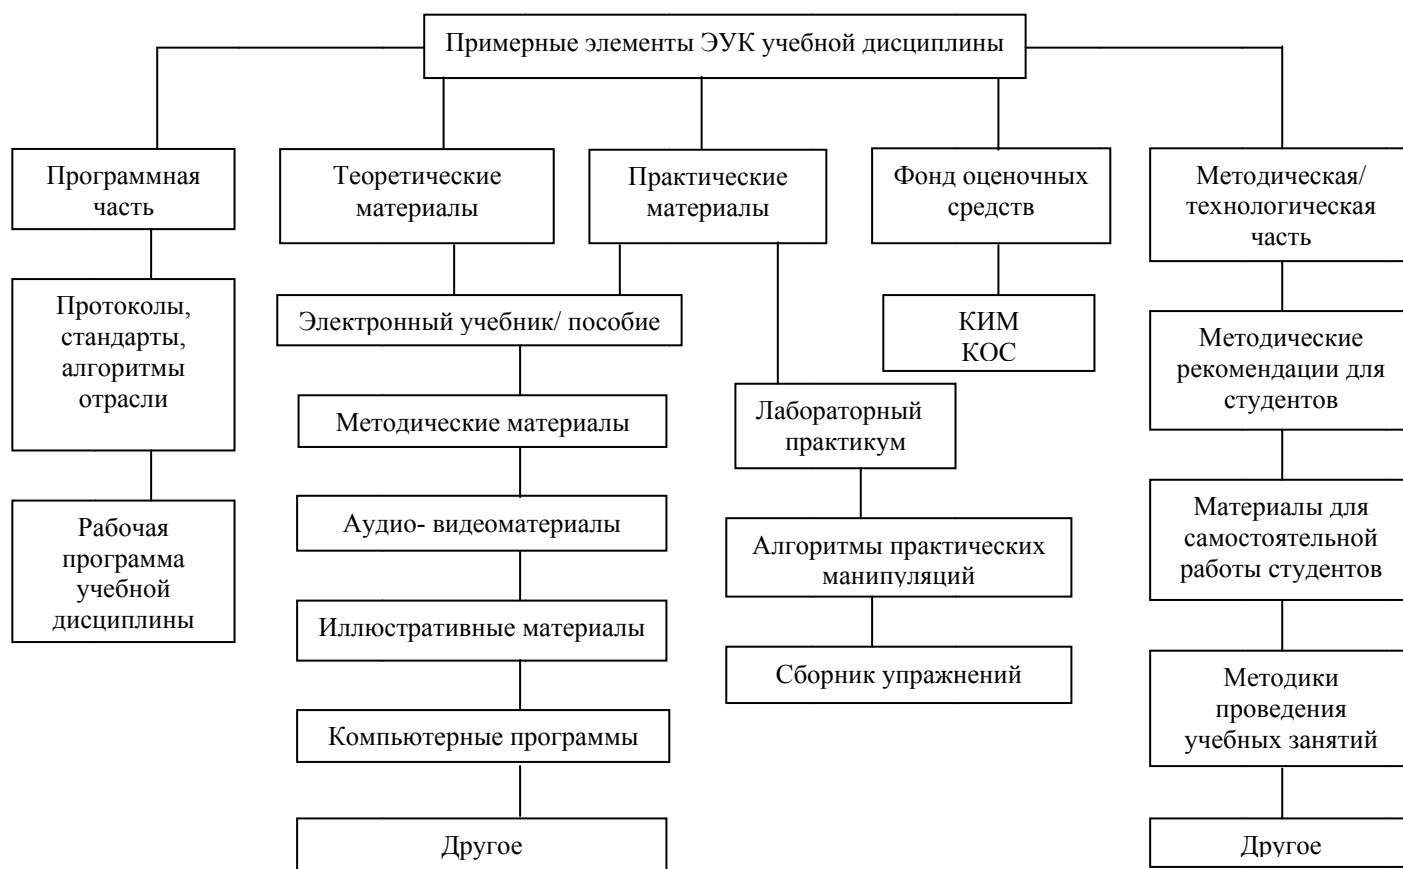 Примерные элементы ЭУК учебной дисциплины
Программная
часть
Теоретические
материалы
Практические
материалы
Фонд оценочных
средств
Методическая/
технологическая
часть
Протоколы,
стандарты,
алгоритмы
отрасли
Электронный учебник/ пособие
КИМ
КОС
Методические
рекомендации для
студентов
Методические материалы
Лабораторный
практикум
Рабочая
программа
учебной
дисциплины
Аудио- видеоматериалы
Алгоритмы практических
манипуляций
Материалы для
самостоятельной
работы студентов
Иллюстративные материалы
Сборник упражнений
Методики
проведения
учебных занятий
Компьютерные программы
Другое
Другое